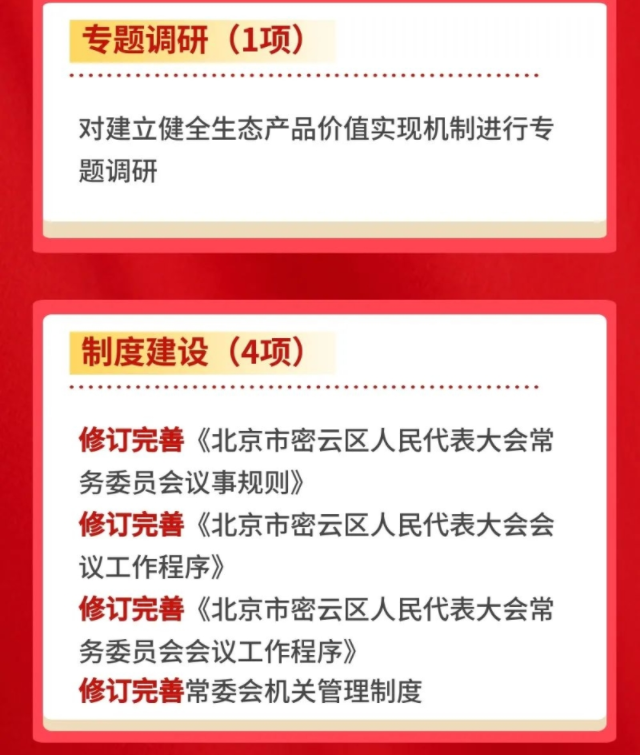 专题调研（1项）
对建立健全生态产品价值实现机制进行专
题调研
制度建设（4项）
修订完善《北京市密云区人民代表大会常
务委员会议事规则》
修订完善《北京市密云区人民代表大会会
议工作程序》
修订完善《北京市密云区人民代表大会常
务委员会会议工作程序》
修订完善常委会机关管理制度